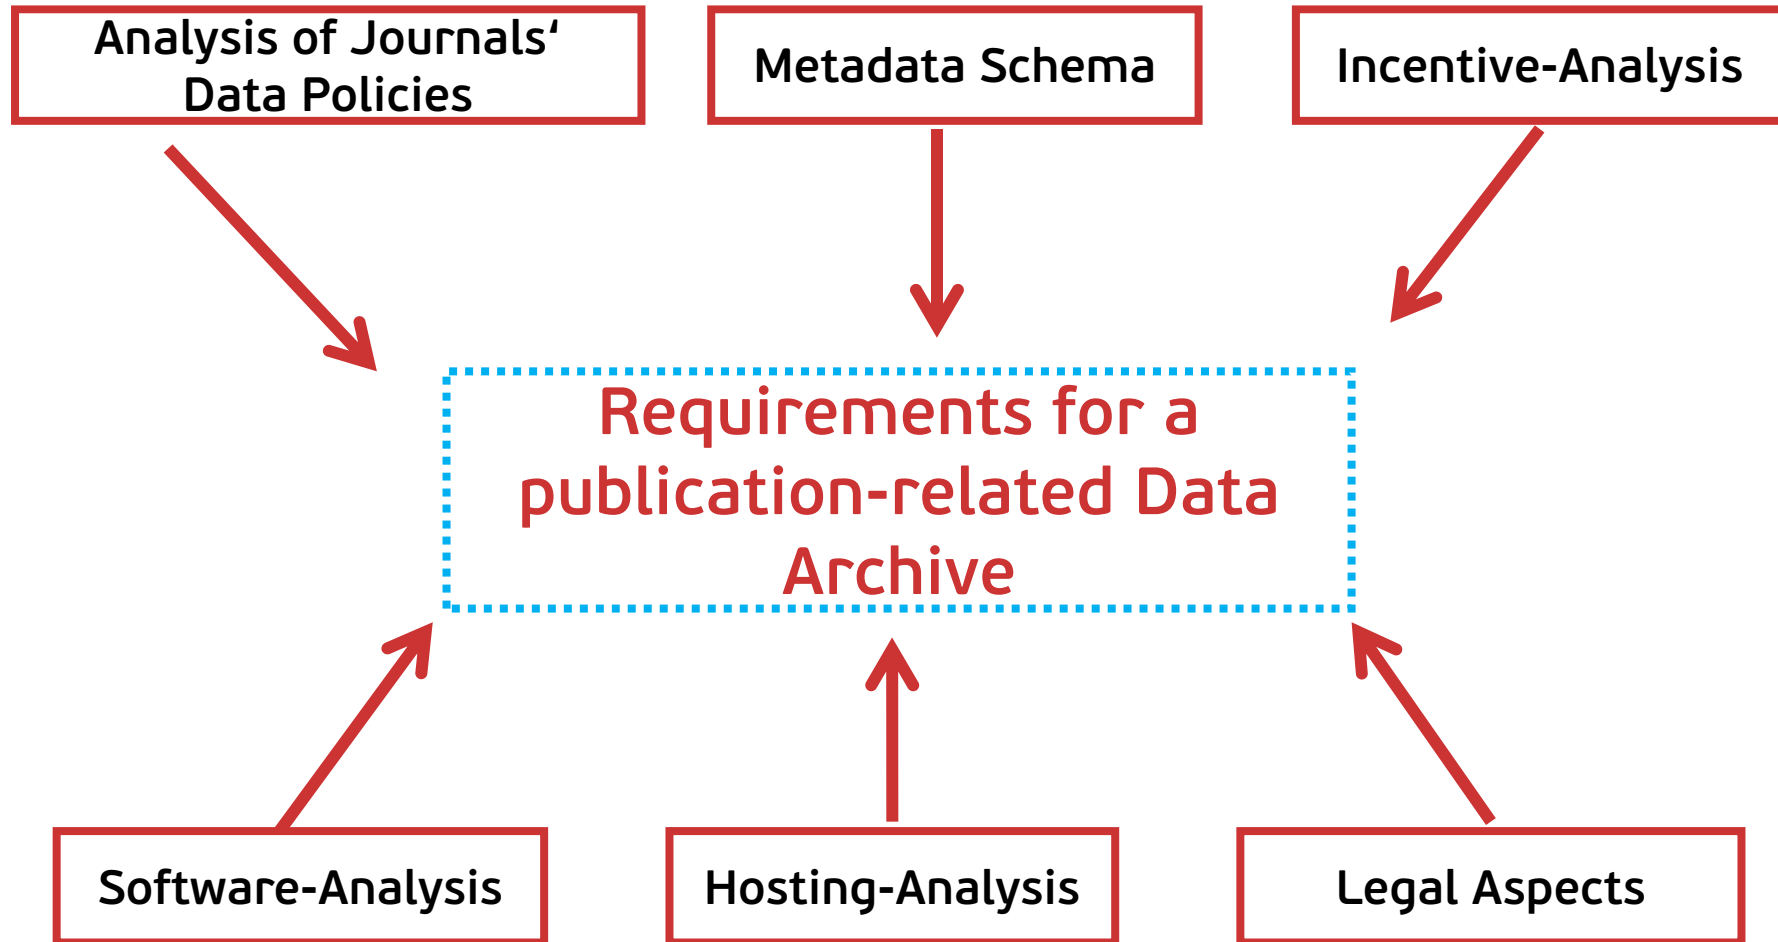 Analysis of Journals‘
Data Policies
Metadata Schema
Incentive-Analysis
Requirements for a
publication-related Data
Archive
Software-Analysis
Hosting-Analysis
Legal Aspects